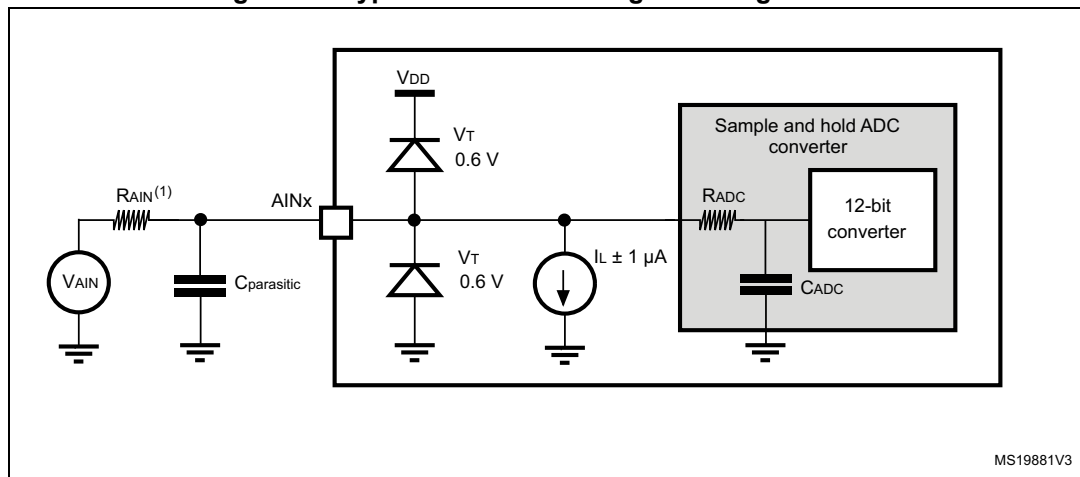 VDD
VT
0.6 V
Sample and hold ADC
converter
RAIN(1)
AINx
RADC
12-bit
converter
VAIN
Cparasitic
VT
0.6 V
IL ± 1 µA
CADC
MS19881V3